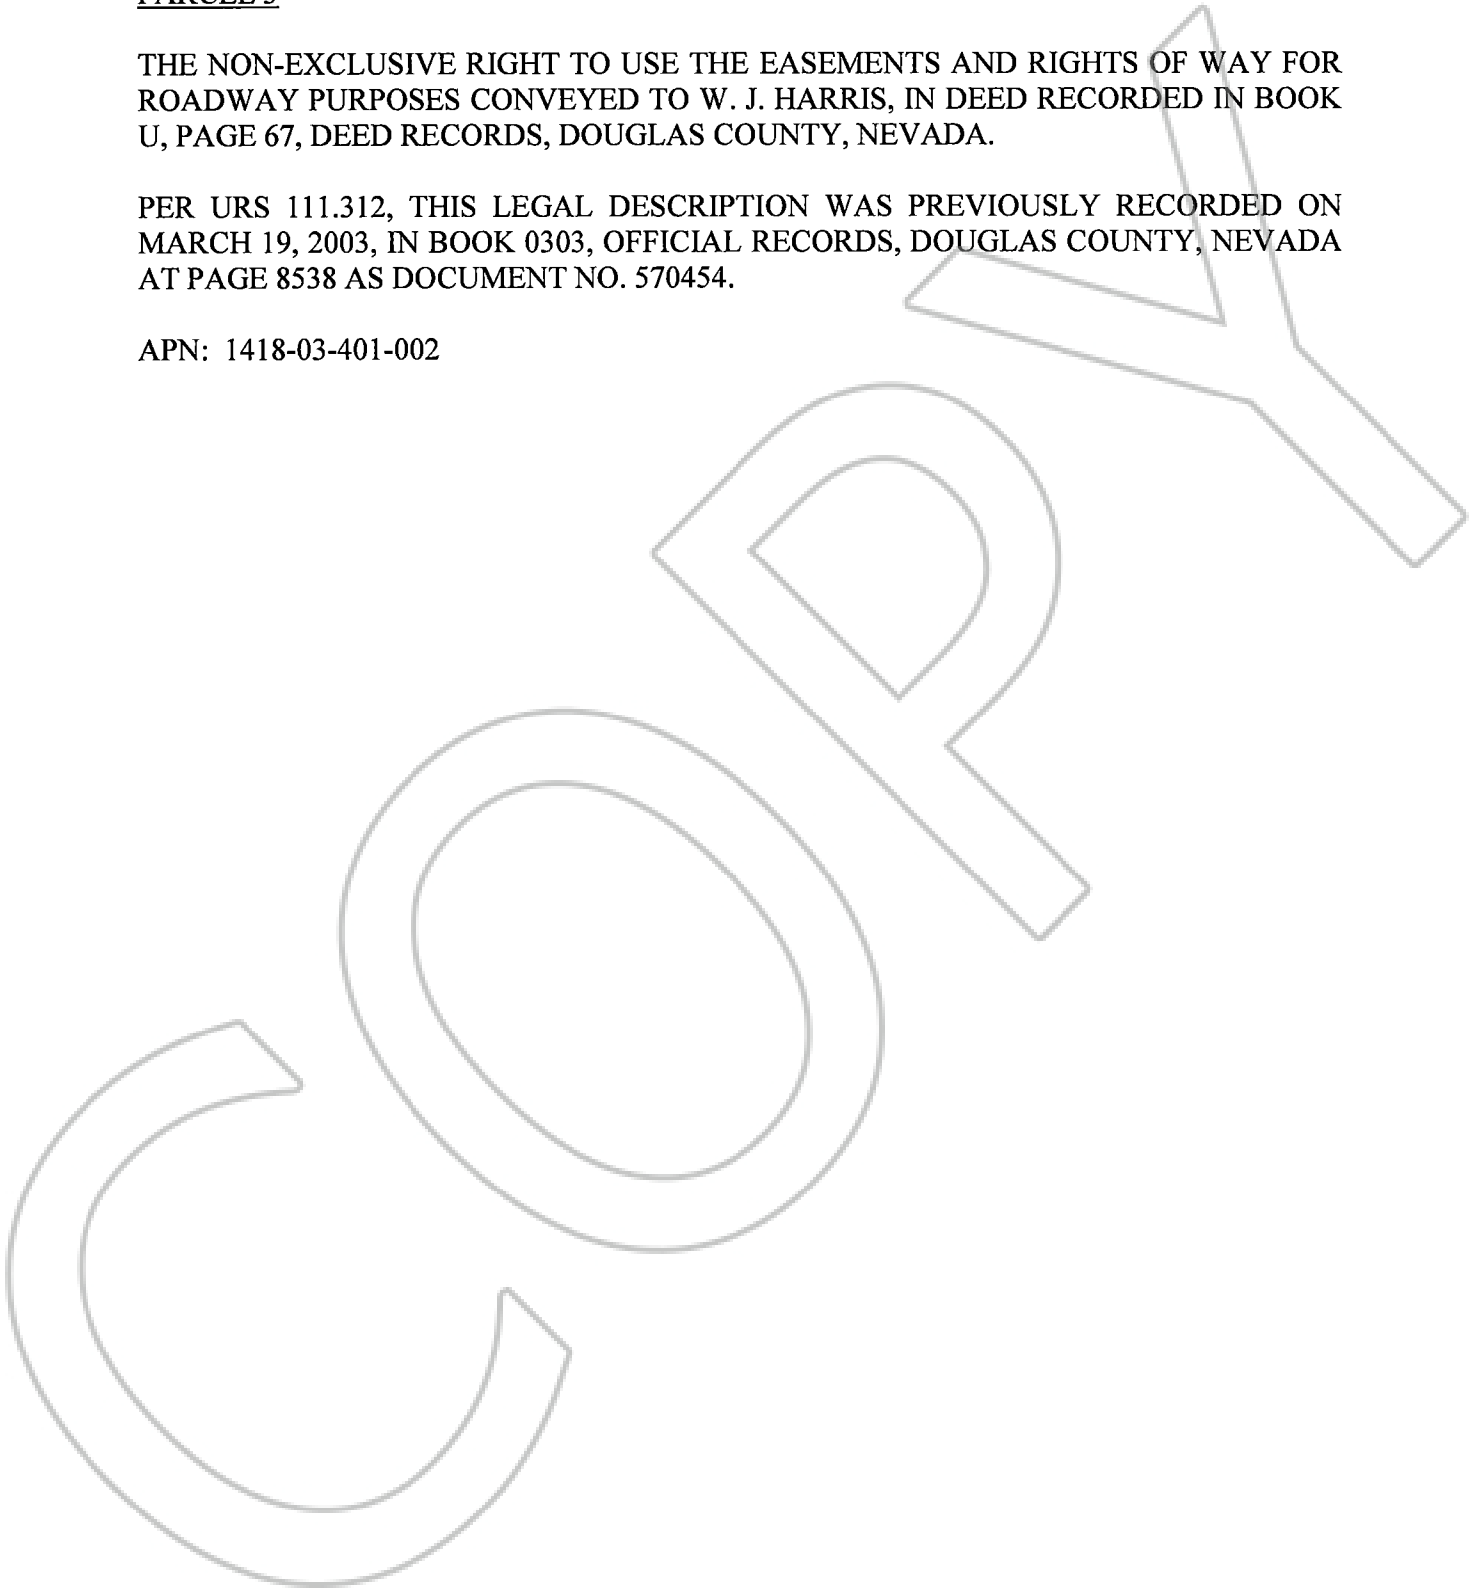 THE NON-EXCLUSIVE RIGHT TO USE THE EASEMENTS AND RIGHTS OF WAY FOR
ROADWAY PURPOSES CONVEYED TO W. J. HARRIS, IN DEED RECORDED IN BOOK
U, PAGE 67, DEED RECORDS, DOUGLAS COUNTY, NEVADA.
PER URS 111.312, THIS LEGAL DESCRIPTION WAS PREVIOUSLY RECORDED ON
MARCH 19, 2003, IN BOOK 0303, OFFICIAL RECORDS, DOUGLAS COUNTY, NEVADA
AT PAGE 8538 AS DOCUMENT NO. 570454.
APN: 1418-03-401-002
COPY